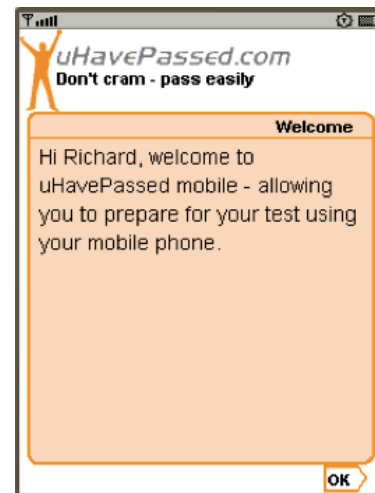 uHavePassed.com
Don't cram - pass easily
Welcome
Hi Richard, welcome to
uHavePassed mobile - allowing
you to prepare for your test using
your mobile phone.
OK